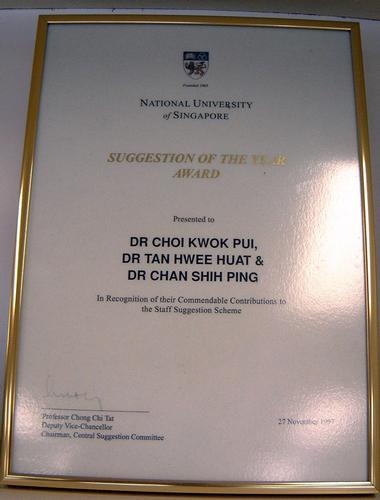 Founded 1905
NATIONAL UNIVERSITY
of SINGAPORE
SUGGESTION OF THE YEAR
AWARD
Presented to
DR CHOI KWOK PUI,
DR TAN HWEE HUAT &
DR CHAN SHIH PING
In Recognition of their Commendable Contributions to
the Staff Suggestion Scheme
Professor Chong Chi Tat
Deputy Vice-Chancellor
Chairman, Central Suggestion Committee
27 November 1997